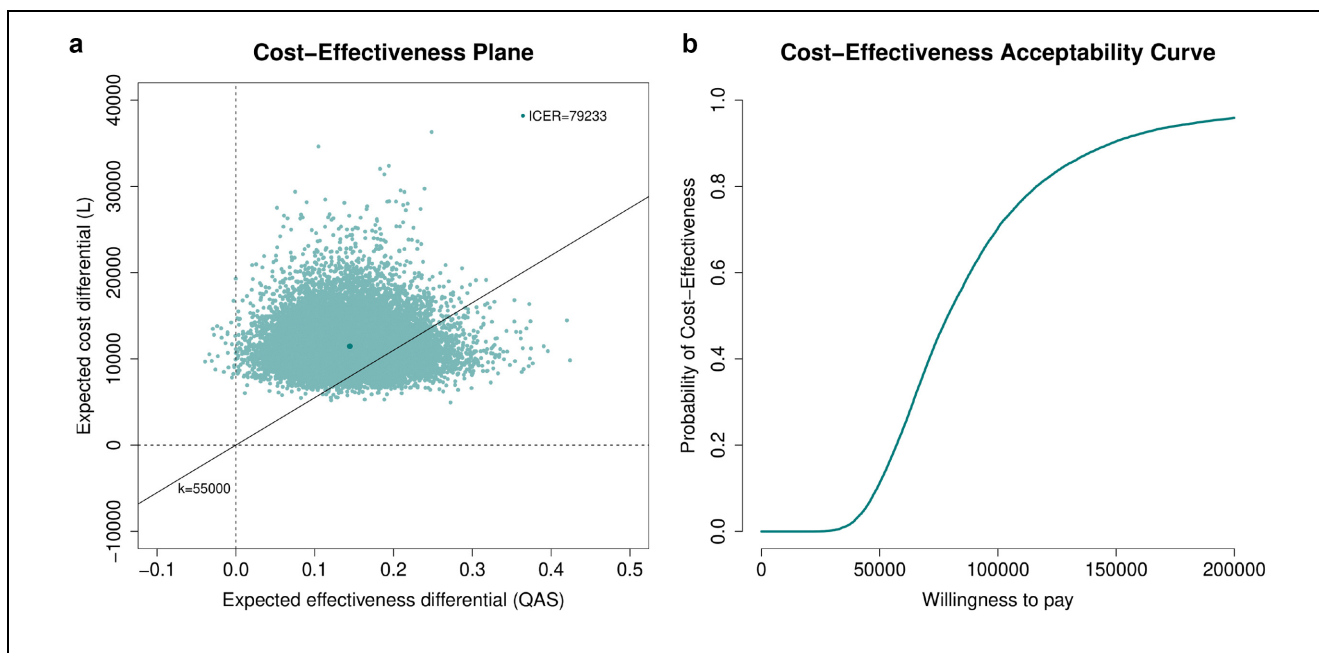 a
Cost−Effectiveness Plane
Expected cost differential (L)
40000
30000
20000
10000
0
−10000
ICER=79233
k=55000
−0.1 0.0 0.1 0.2 0.3 0.4 0.5
Expected effectiveness differential (QAS)
b
Cost−Effectiveness Acceptability Curve
Probability of Cost−Effectiveness
1.0
0.8
0.6
0.4
0.2
0.0
0 50000 100000 150000 200000
Willingness to pay